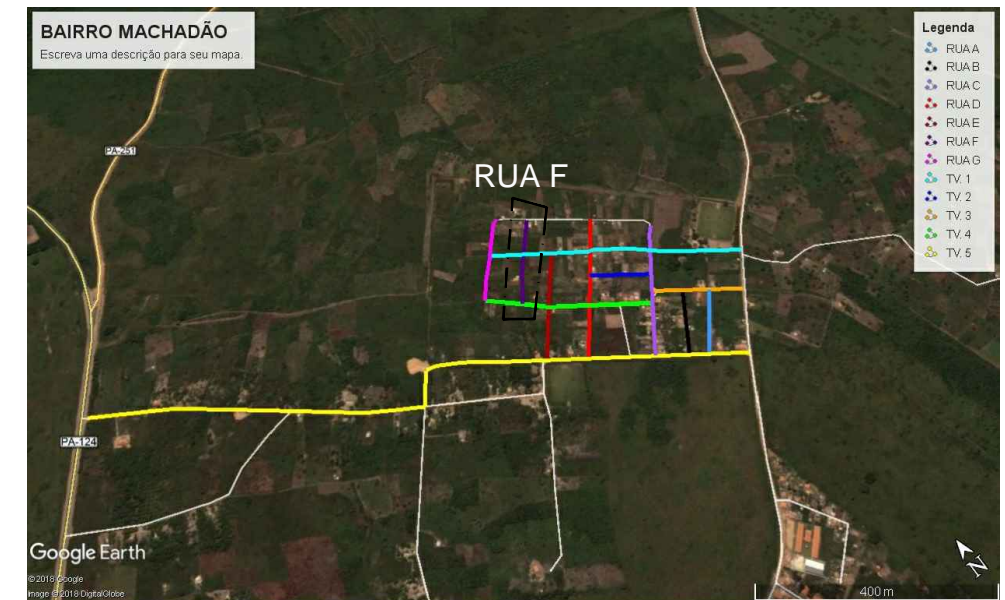 BAIRRO MACHADÃO
Escreva uma descrição para seu mapa.
Legenda
RUA A
RUA B
RUA C
RUA D
RUA E
RUA F
RUA G
TV. 1
TV. 2
TV. 3
TV. 4
TV. 5
PA-251
RUA F
PA-124
Google Earth
© 2018 Google
Image © 2018 DigitalGlobe
400 m
N